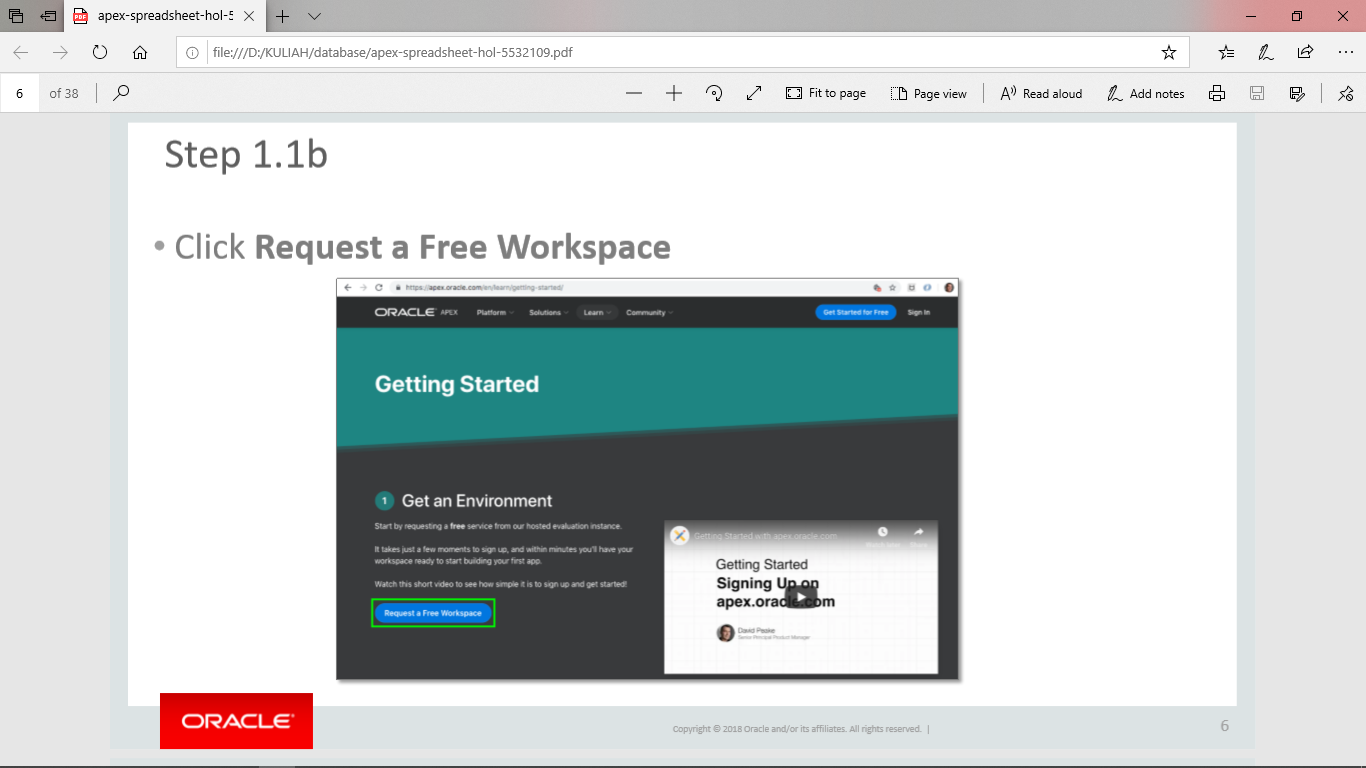 apex-spreadsheet-hol-5
file:///D:/KULIAH/database/apex-spreadsheet-hol-5532109.pdf
6 of 38 Fit to page Page view Read aloud Add notes
Step 1.1b
• Click Request a Free Workspace
https://apex.oracle.com/en/learn/getting-started/
ORACLE APEX Platform Solutions Learn Community Get Started for Free Sign In
Getting Started
1 Get an Environment
Start by requesting a free service from our hosted evaluation instance.
It takes just a few moments to sign up, and within minutes you'll have your
workspace ready to start building your first app.
Watch this short video to see how simple it is to sign up and get started!
Request a Free Workspace
Getting Started with apex.oracle.com
Getting Started
Signing Up on
apex.oracle.com
David Peake
Senior Principal Product Manager
ORACLE
Copyright © 2018 Oracle and/or its affiliates. All rights reserved. |
6